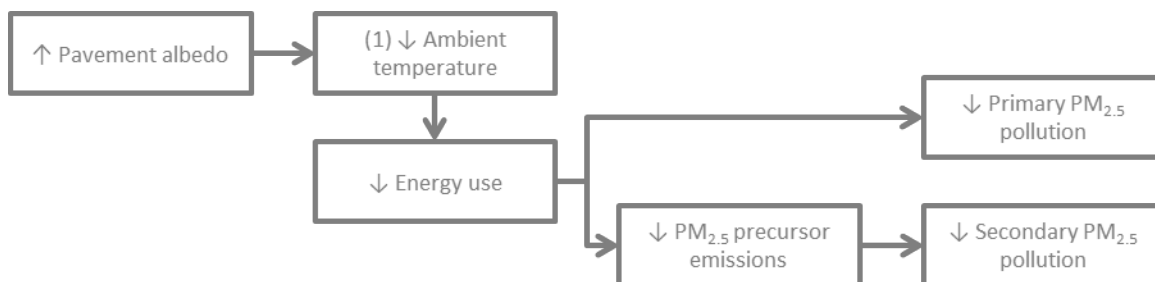 ↑ Pavement albedo
(1) ↓ Ambient
temperature
↓ Energy use
↓ Primary PM₂.₅
pollution
↓ PM₂.₅ precursor
emissions
↓ Secondary PM₂.₅
pollution